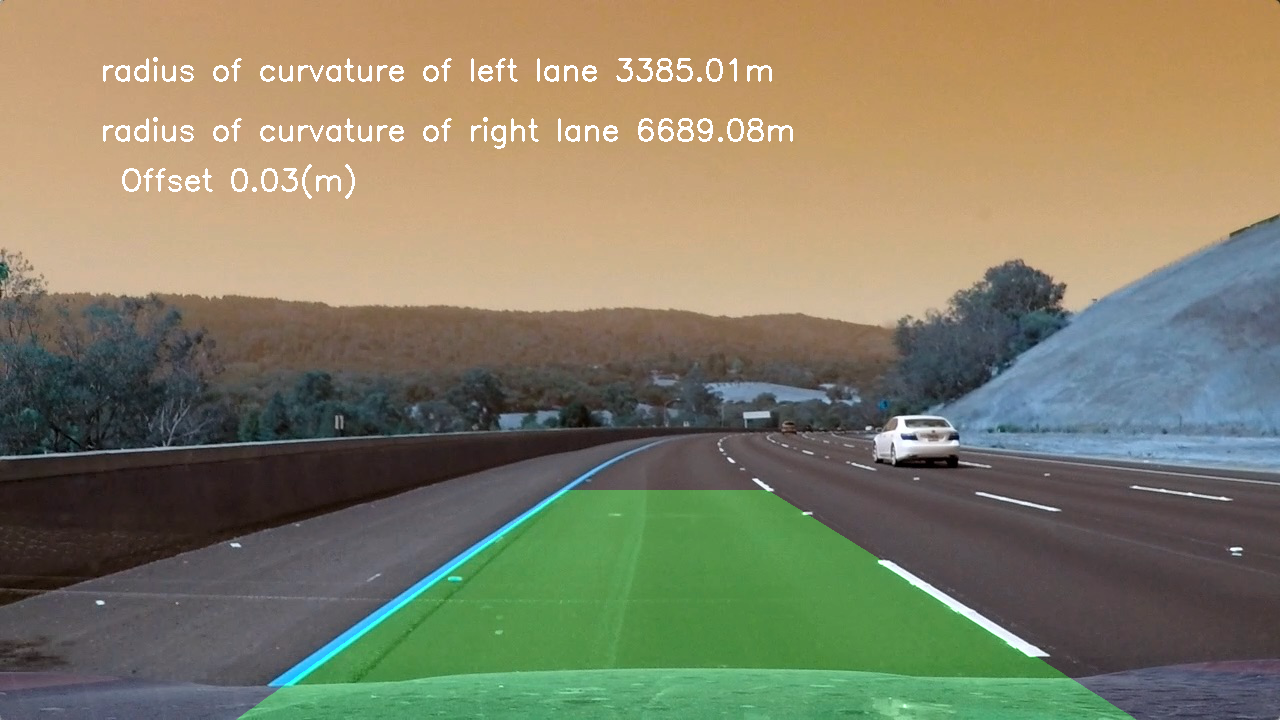 radius of curvature of left lane 3385.01m
radius of curvature of right lane 6689.08m
Offset 0.03(m)